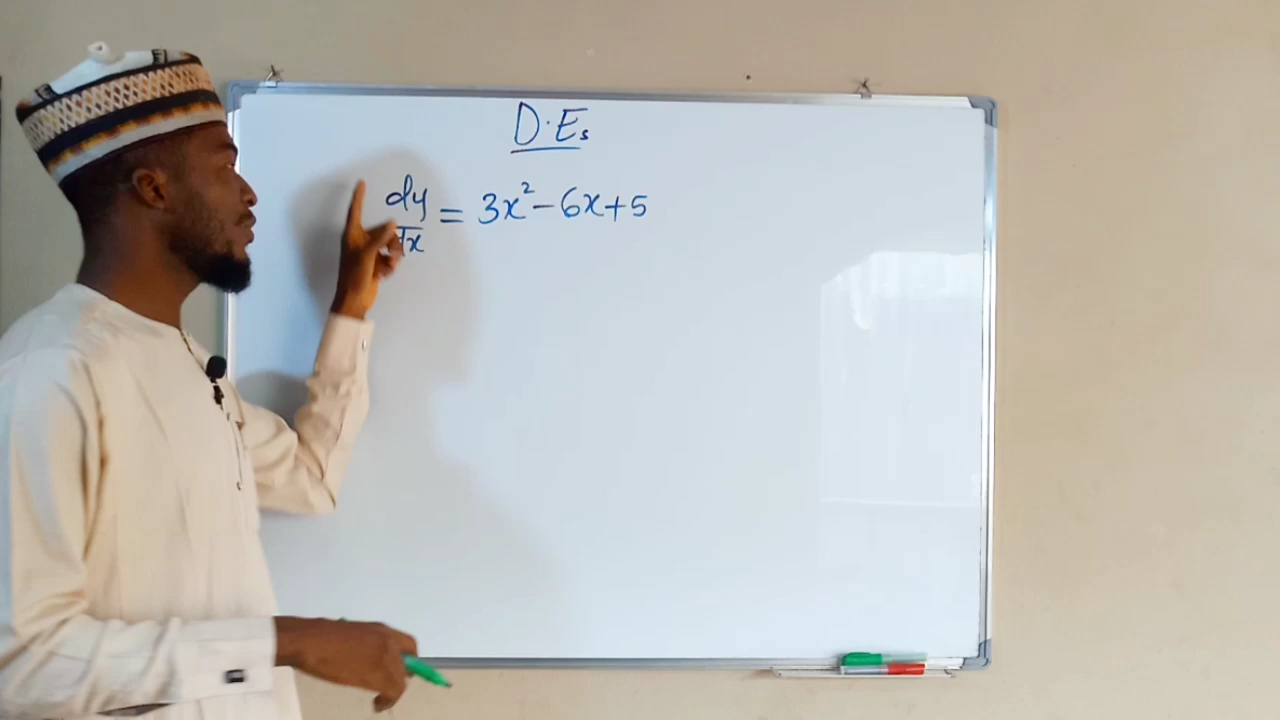 D.Es
dy/dx = 3x² - 6x + 5